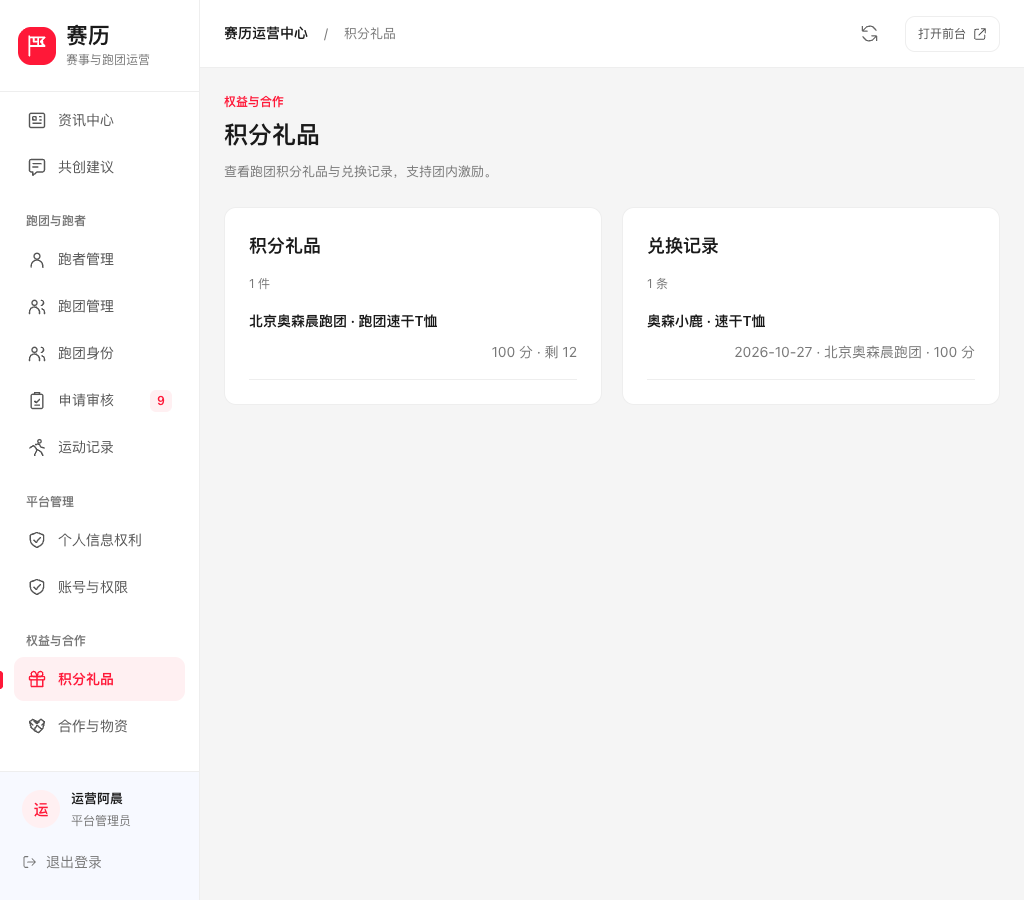 赛历
赛事与跑团运营
资讯中心
共创建议
跑团与跑者
跑者管理
跑团管理
跑团身份
申请审核 9
运动记录
平台管理
个人信息权利
账号与权限
权益与合作
积分礼品
合作与物资
运
运营阿晨
平台管理员
退出登录
赛历运营中心 / 积分礼品
打开前台
权益与合作
积分礼品
查看跑团积分礼品与兑换记录，支持团内激励。
积分礼品
1 件
北京奥森晨跑团 · 跑团速干T恤
100 分 · 剩 12
兑换记录
1 条
奥森小鹿 · 速干T恤
2026-10-27 · 北京奥森晨跑团 · 100 分